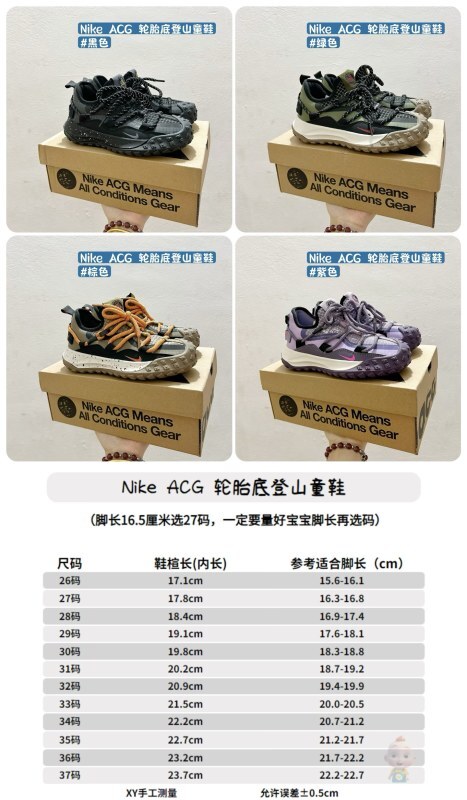 Nike ACG 轮胎底登山童鞋
#黑色
Nike ACG Means
All Conditions Gear
Nike ACG 轮胎底登山童鞋
#绿色
Nike ACG Means
All Conditions Gear
Nike ACG 轮胎底登山童鞋
#棕色
Nike ACG Means
All Conditions Gear
Nike ACG 轮胎底登山童鞋
#紫色
Nike ACG Means
All Conditions Gear
Nike ACG 轮胎底登山童鞋
（脚长16.5厘米选27码，一定要量好宝宝脚长再选码）
尺码 鞋楦长(内长) 参考适合脚长（cm）
26码 17.1cm 15.6-16.1
27码 17.8cm 16.3-16.8
28码 18.4cm 16.9-17.4
29码 19.1cm 17.6-18.1
30码 19.8cm 18.3-18.8
31码 20.2cm 18.7-19.2
32码 20.9cm 19.4-19.9
33码 21.5cm 20.0-20.5
34码 22.2cm 20.7-21.2
35码 22.7cm 21.2-21.7
36码 23.2cm 21.7-22.2
37码 23.7cm 22.2-22.7
XY手工测量 允许误差±0.5cm